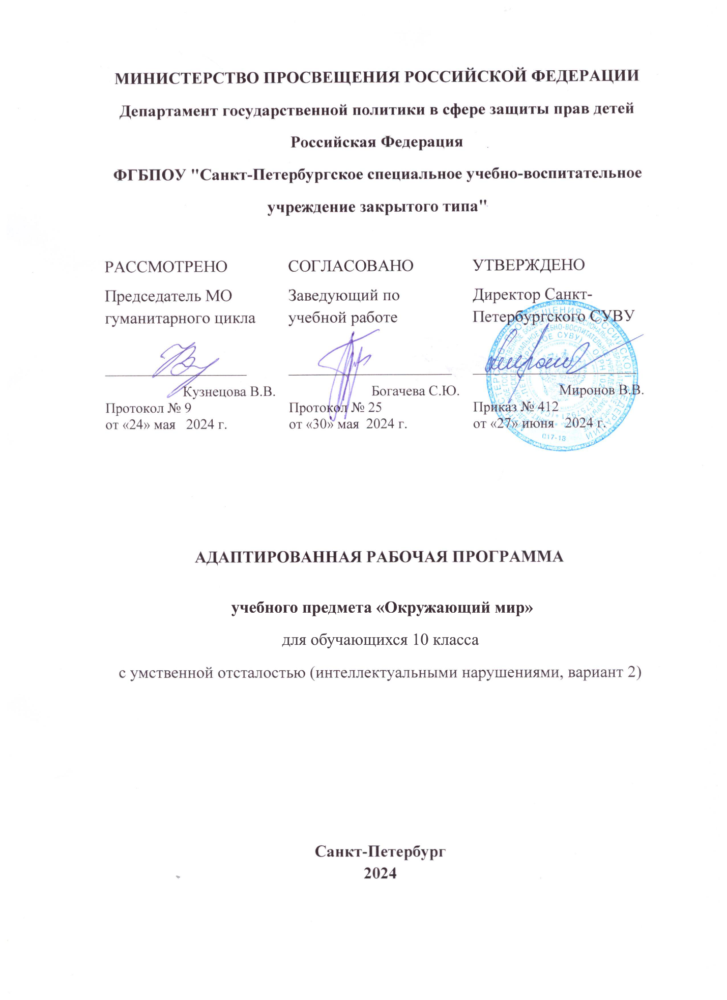 МИНИСТЕРСТВО ПРОСВЕЩЕНИЯ РОССИЙСКОЙ ФЕДЕРАЦИИ
Департамент государственной политики в сфере защиты прав детей
Российская Федерация
ФГБПОУ "Санкт-Петербургское специальное учебно-воспитательное
учреждение закрытого типа"
РАССМОТРЕНО
Председатель МО
гуманитарного цикла
Кузнецова В.В.
Протокол № 9
от «24» мая 2024 г.
СОГЛАСОВАНО
Заведующий по
учебной работе
Богачева С.Ю.
Протокол № 25
от «30» мая 2024 г.
УТВЕРЖДЕНО
Директор Санкт-
Петербургского СУВУ
Миронов В.В.
Приказ № 412
от «27» июня 2024 г.
017-18
АДАПТИРОВАННАЯ РАБОЧАЯ ПРОГРАММА
учебного предмета «Окружающий мир»
для обучающихся 10 класса
с умственной отсталостью (интеллектуальными нарушениями, вариант 2)
Санкт-Петербург
2024